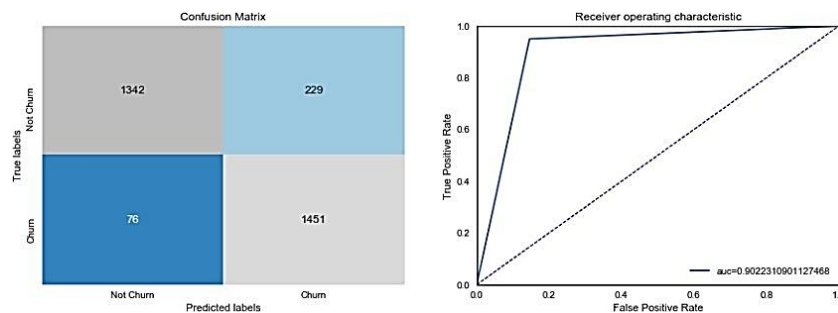 Confusion Matrix
True labels
Not Churn
Churn
1342
229
76
1451
Not Churn
Churn
Predicted labels
Receiver operating characteristic
True Positive Rate
1.0
0.8
0.6
0.4
0.2
0.0
auc=0.9022310901127468
0.0
0.2
0.4
0.6
0.8
False Positive Rate